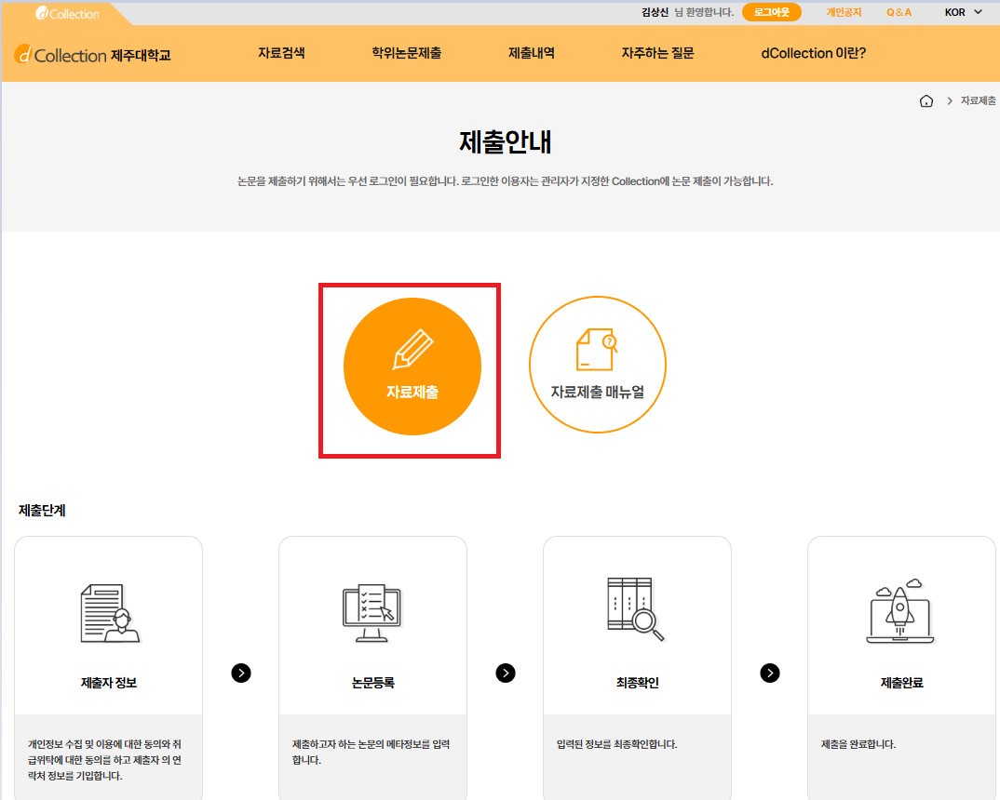 dCollection
김상신 님 환영합니다. 로그아웃 개인공지 Q & A KOR
dCollection 제주대학교 자료검색 학위논문제출 제출내역 자주하는 질문 dCollection 이란?
자료제출
제출안내
논문을 제출하기 위해서는 우선 로그인이 필요합니다. 로그인한 이용자는 관리자가 지정한 Collection에 논문 제출이 가능합니다.
자료제출
?
자료제출 매뉴얼
제출단계
제출자 정보
개인정보 수집 및 이용에 대한 동의와 취
급위탁에 대한 동의를 하고 제출자 의 연
락처 정보를 기입합니다.
논문등록
제출하고자 하는 논문의 메타정보를 입력
합니다.
최종확인
입력된 정보를 최종확인합니다.
제출완료
제출을 완료합니다.